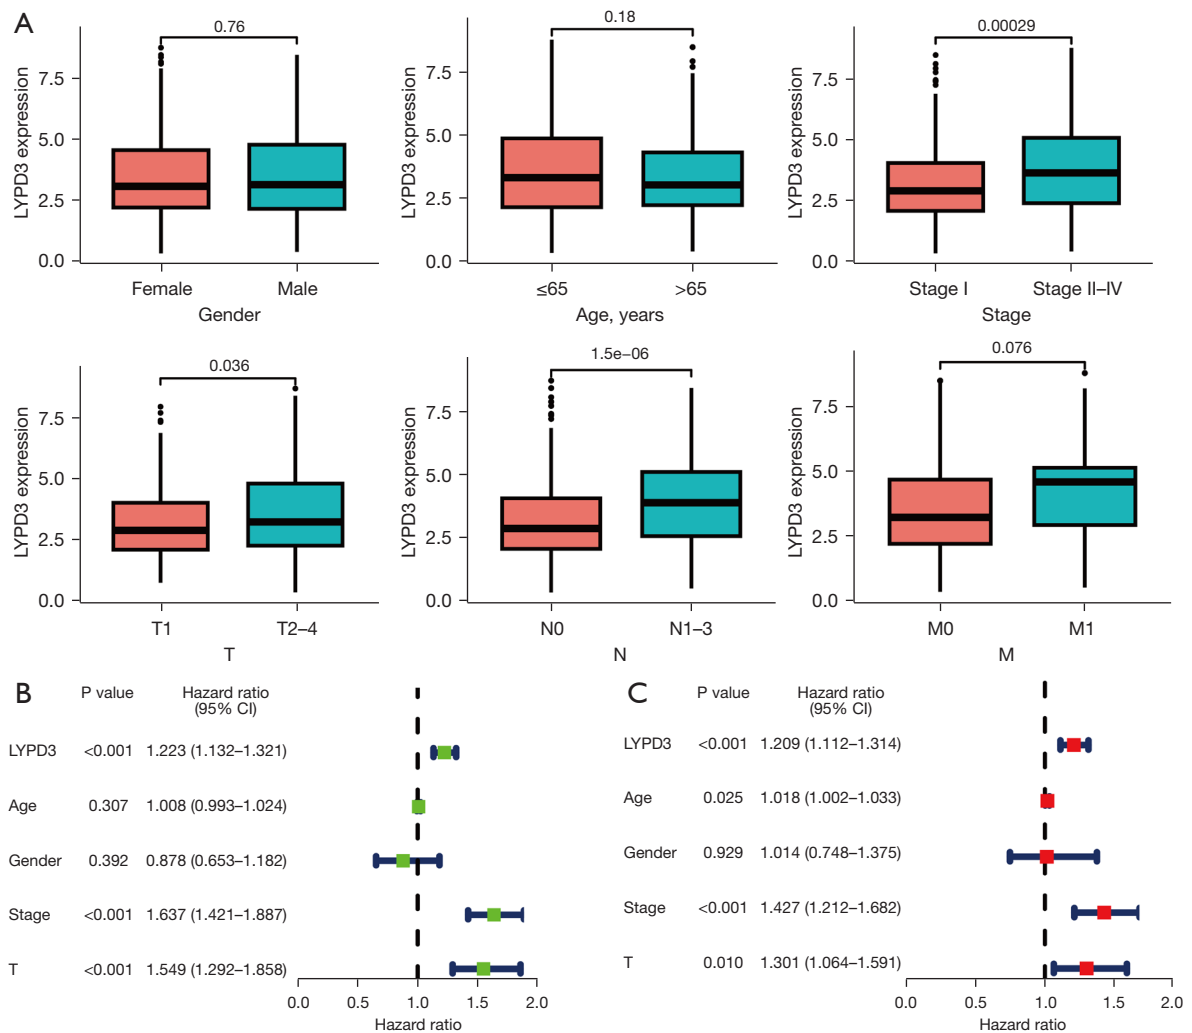 A
0.76
LYPD3 expression
7.5
5.0
2.5
0.0
Female Male
Gender
0.18
LYPD3 expression
7.5
5.0
2.5
0.0
≤65 >65
Age, years
0.00029
LYPD3 expression
7.5
5.0
2.5
0.0
Stage I Stage II–IV
Stage
0.036
LYPD3 expression
7.5
5.0
2.5
0.0
T1 T2–4
T
1.5e−06
LYPD3 expression
7.5
5.0
2.5
0.0
N0 N1–3
N
0.076
LYPD3 expression
7.5
5.0
2.5
0.0
M0 M1
M
B
P value Hazard ratio
(95% CI)
LYPD3 <0.001 1.223 (1.132–1.321)
Age 0.307 1.008 (0.993–1.024)
Gender 0.392 0.878 (0.653–1.182)
Stage <0.001 1.637 (1.421–1.887)
T <0.001 1.549 (1.292–1.858)
0.0 0.5 1.0 1.5 2.0
Hazard ratio
C
P value Hazard ratio
(95% CI)
LYPD3 <0.001 1.209 (1.112–1.314)
Age 0.025 1.018 (1.002–1.033)
Gender 0.929 1.014 (0.748–1.375)
Stage <0.001 1.427 (1.212–1.682)
T 0.010 1.301 (1.064–1.591)
0.0 0.5 1.0 1.5 2.0
Hazard ratio